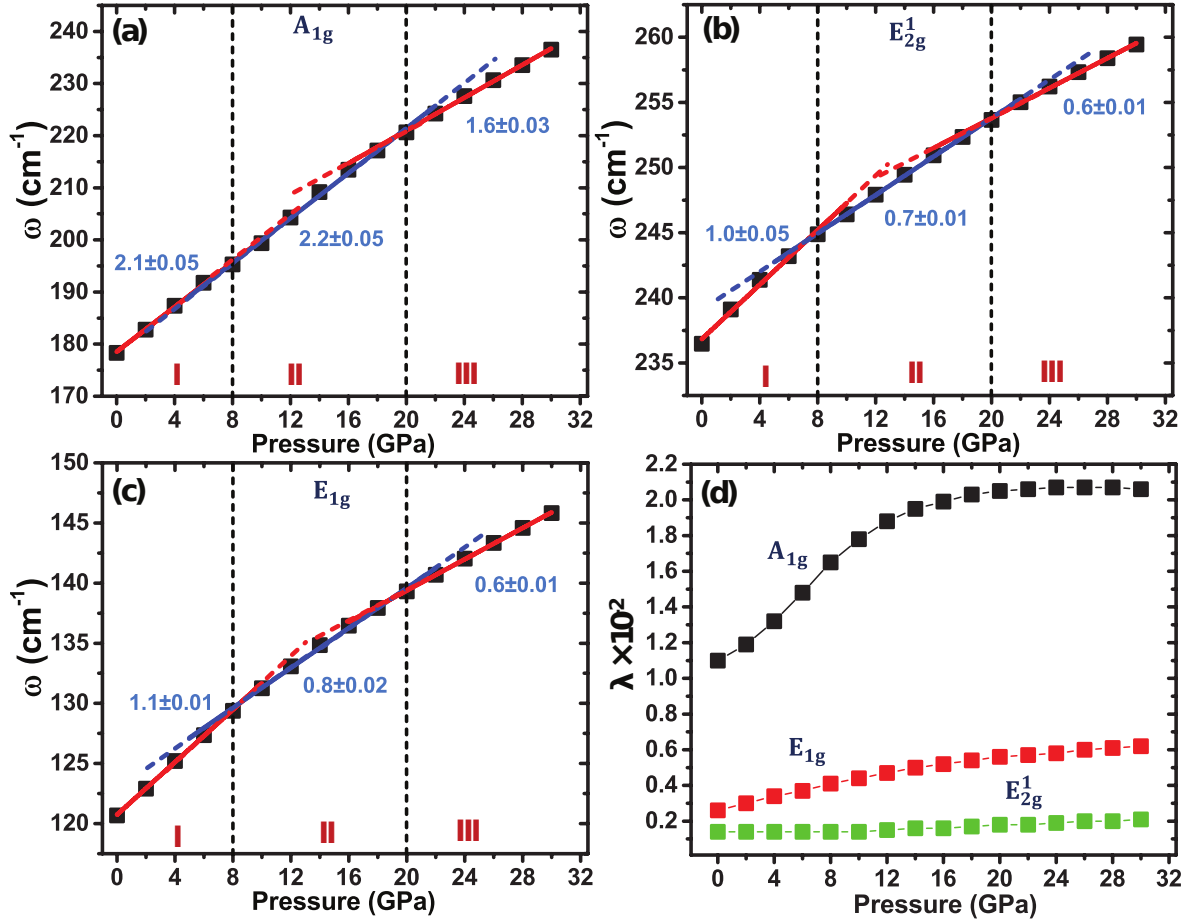 (a)
A1g
ω (cm-1)
240
230
220
210
200
190
180
170
2.1±0.05
2.2±0.05
1.6±0.03
I
II
III
0
4
8
12
16
20
24
28
32
Pressure (GPa)
(b)
E12g
ω (cm-1)
260
255
250
245
240
235
1.0±0.05
0.7±0.01
0.6±0.01
I
II
III
0
4
8
12
16
20
24
28
32
Pressure (GPa)
(c)
E1g
ω (cm-1)
150
145
140
135
130
125
120
1.1±0.01
0.8±0.02
0.6±0.01
I
II
III
0
4
8
12
16
20
24
28
32
Pressure (GPa)
(d)
λ ×10-2
2.2
2.0
1.8
1.6
1.4
1.2
1.0
0.8
0.6
0.4
0.2
A1g
E1g
E12g
0
4
8
12
16
20
24
28
32
Pressure (GPa)